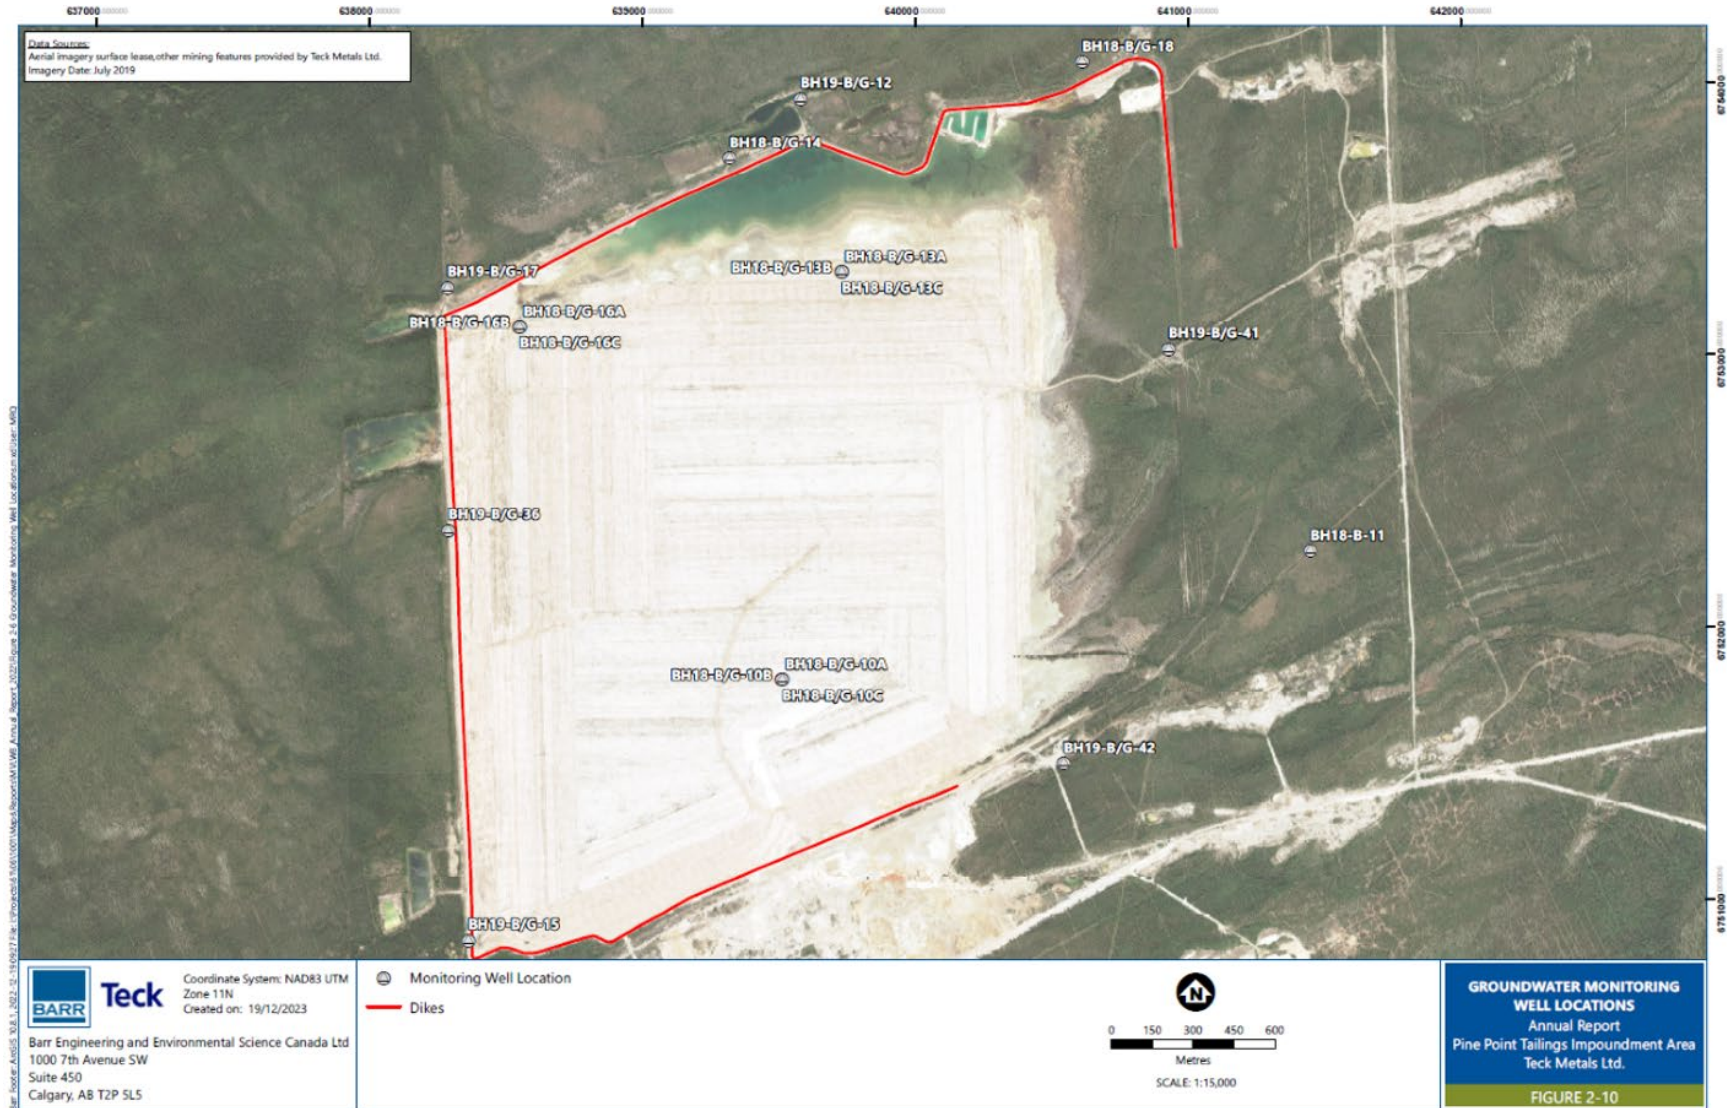 637000
638000
639000
640000
641000
642000
Data Sources:
Aerial imagery surface lease,other mining features provided by Teck Metals Ltd.
Imagery Date: July 2019
BH18-B/G-18
BH19-B/G-12
6754000
BH18-B/G-14
BH18-B/G-13A
BH18-B/G-13B
BH18-B/G-13C
BH19-B/G-17
BH18-B/G-16A
BH18-B/G-16B
BH18-B/G-16C
BH19-B/G-41
6753000
BH19-B/G-36
BH18-B-11
6752000
BH18-B/G-10A
BH18-B/G-10B
BH18-B/G-10C
BH19-B/G-42
6751000
BH19-B/G-15
BARR
Teck
Coordinate System: NAD83 UTM
Zone 11N
Created on: 19/12/2023
Barr Engineering and Environmental Science Canada Ltd
1000 7th Avenue SW
Suite 450
Calgary, AB T2P 5L5
Monitoring Well Location
Dikes
N
0 150 300 450 600
Metres
SCALE: 1:15,000
GROUNDWATER MONITORING
WELL LOCATIONS
Annual Report
Pine Point Tailings Impoundment Area
Teck Metals Ltd.
FIGURE 2-10